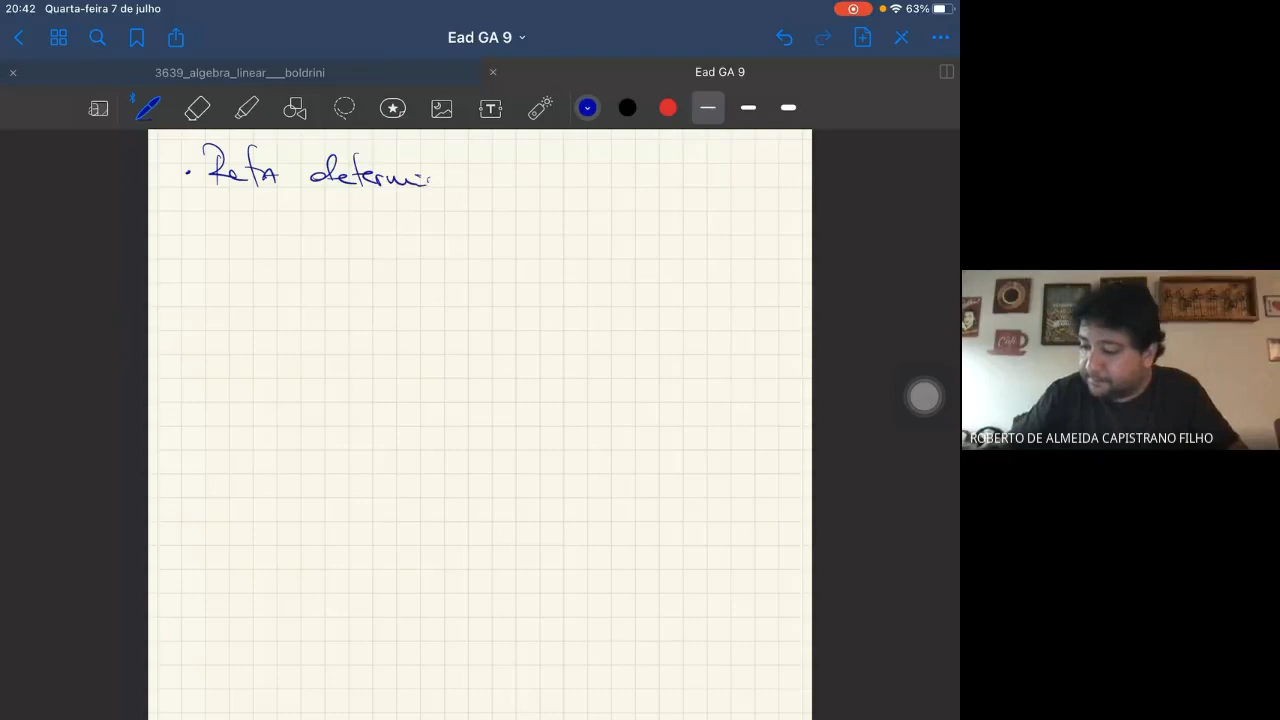 20:42 Quarta-feira 7 de julho
63%
Ead GA 9
3639_algebra_linear___boldrini
Ead GA 9
T
. Reta determi
ROBERTO DE ALMEIDA CAPISTRANO FILHO